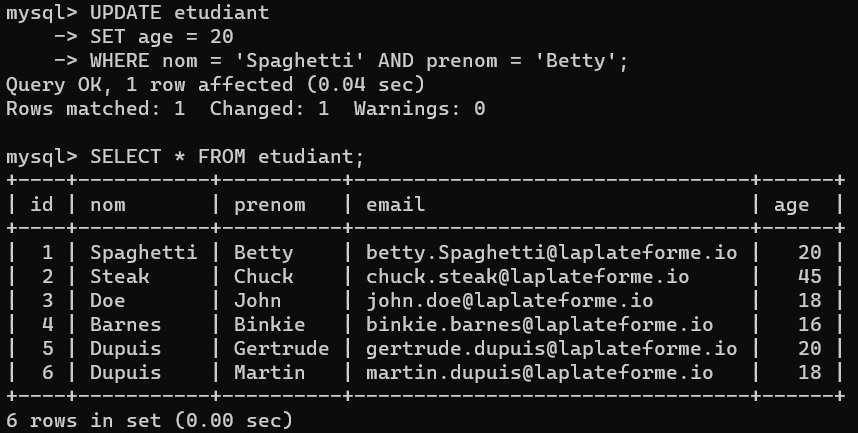 mysql> UPDATE etudiant
    -> SET age = 20
    -> WHERE nom = 'Spaghetti' AND prenom = 'Betty';
Query OK, 1 row affected (0.04 sec)
Rows matched: 1  Changed: 1  Warnings: 0

mysql> SELECT * FROM etudiant;
+----+-----------+----------+--------------------------------+------+
| id | nom       | prenom   | email                          | age  |
+----+-----------+----------+--------------------------------+------+
|  1 | Spaghetti | Betty    | betty.Spaghetti@laplateforme.io |   20 |
|  2 | Steak     | Chuck    | chuck.steak@laplateforme.io     |   45 |
|  3 | Doe       | John     | john.doe@laplateforme.io        |   18 |
|  4 | Barnes    | Binkie   | binkie.barnes@laplateforme.io   |   16 |
|  5 | Dupuis    | Gertrude | gertrude.dupuis@laplateforme.io |   20 |
|  6 | Dupuis    | Martin   | martin.dupuis@laplateforme.io   |   18 |
+----+-----------+----------+--------------------------------+------+
6 rows in set (0.00 sec)